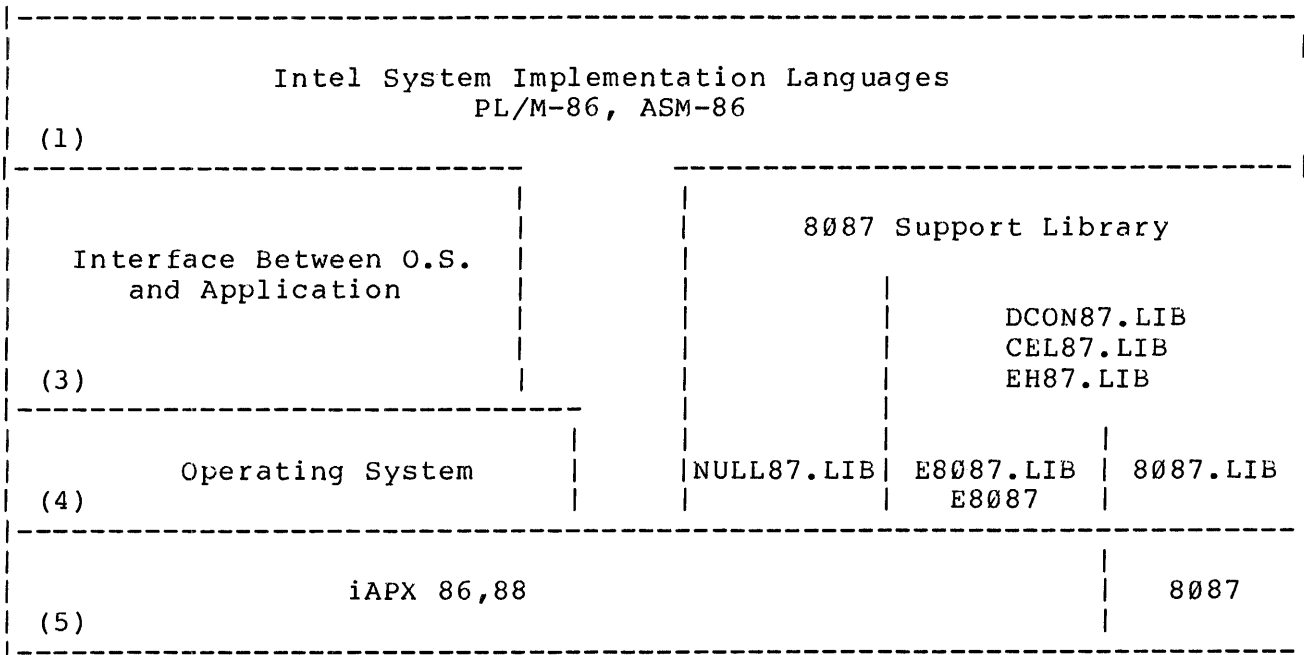 Intel System Implementation Languages
PL/M-86, ASM-86
(1)
8087 Support Library
Interface Between O.S.
and Application
DCON87.LIB
CEL87.LIB
(3) EH87.LIB
Operating System NULL87.LIB E8087.LIB 8087.LIB
(4) E8087
iAPX 86,88 8087
(5)